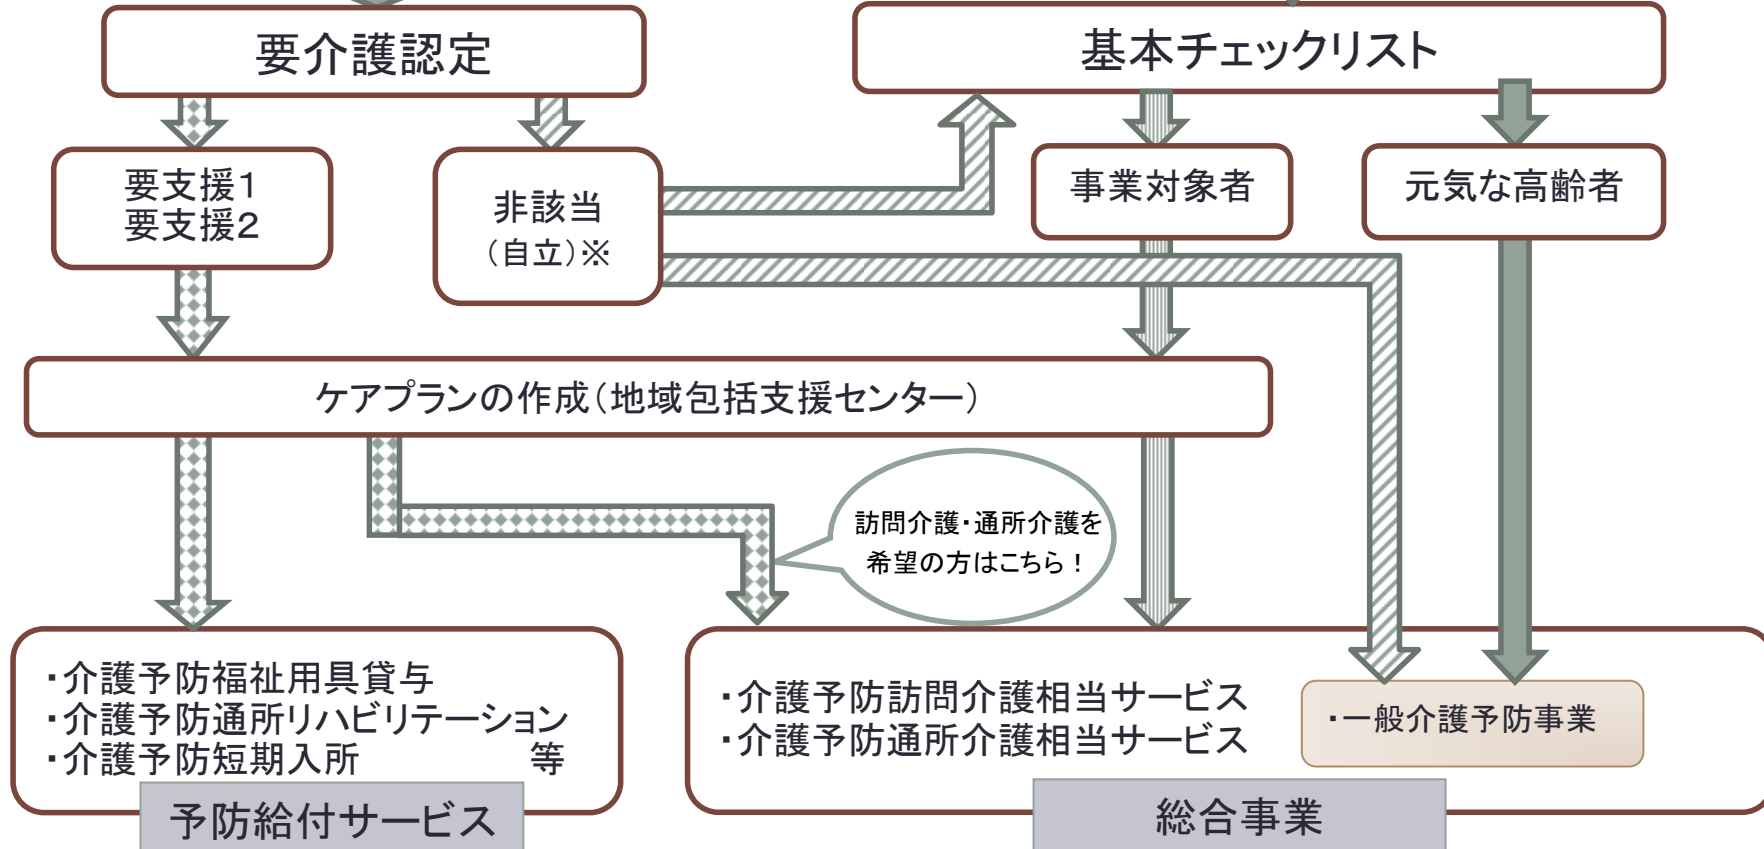 要介護認定
基本チェックリスト
要支援1
要支援2
非該当
(自立)※
事業対象者
元気な高齢者
ケアプランの作成(地域包括支援センター)
訪問介護・通所介護を
希望の方はこちら！
・介護予防福祉用具貸与
・介護予防通所リハビリテーション
・介護予防短期入所　　　　等
予防給付サービス
・介護予防訪問介護相当サービス
・介護予防通所介護相当サービス
・一般介護予防事業
総合事業